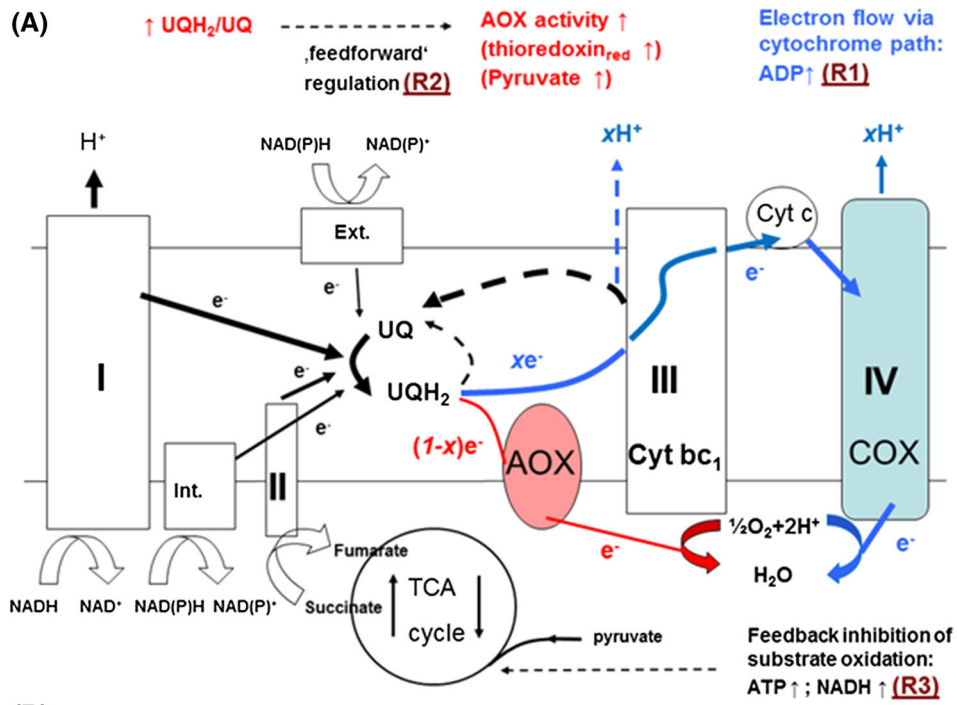 (A)
↑ UQH₂/UQ
‚feedforward‘
regulation (R2)
AOX activity ↑
(thioredoxin_red ↑)
(Pyruvate ↑)
Electron flow via
cytochrome path:
ADP↑ (R1)
H⁺
NAD(P)H
NAD(P)⁺
xH⁺
xH⁺
Ext.
Cyt c
e⁻
e⁻
e⁻
UQ
I
e⁻
xe⁻
III
IV
UQH₂
e⁻
(1-x)e⁻
AOX
Cyt bc₁
COX
Int.
II
e⁻
½O₂+2H⁺
e⁻
H₂O
Fumarate
NADH
NAD⁺
NAD(P)H
NAD(P)⁺
Succinate
TCA
cycle
pyruvate
Feedback inhibition of
substrate oxidation:
ATP↑ ; NADH ↑ (R3)